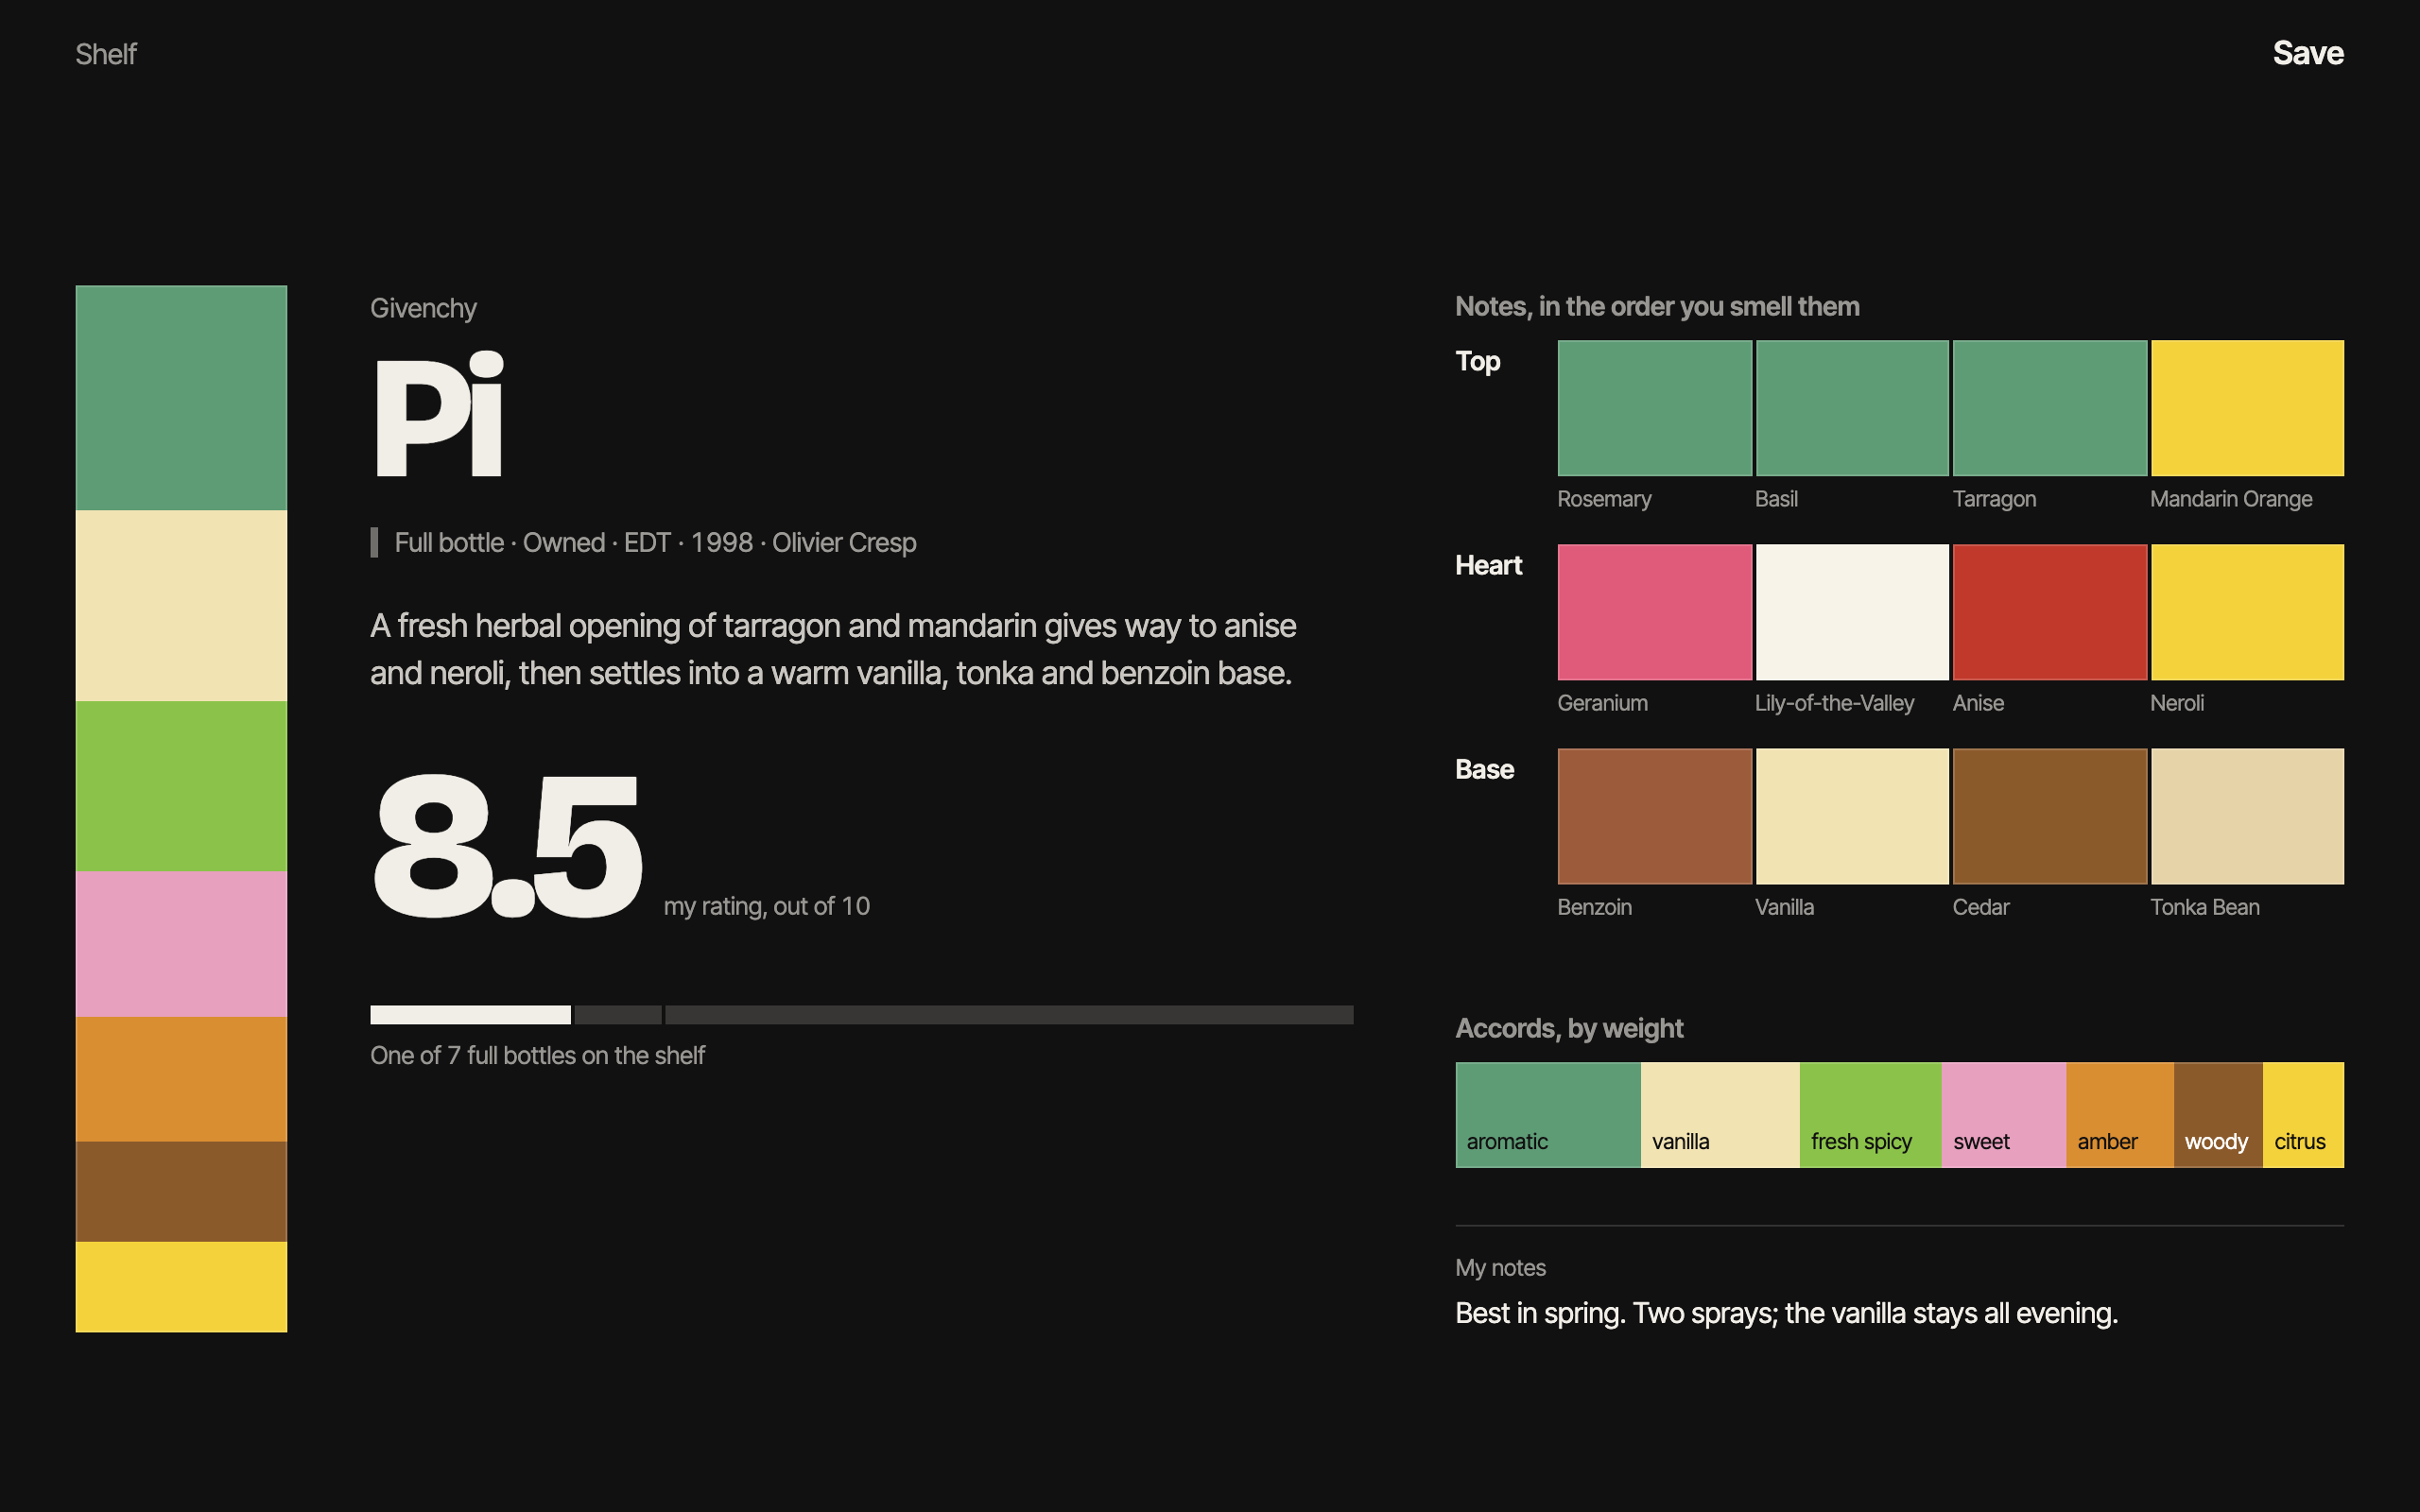 Shelf
Save
Givenchy
Pi
Full bottle · Owned · EDT · 1998 · Olivier Cresp
A fresh herbal opening of tarragon and mandarin gives way to anise
and neroli, then settles into a warm vanilla, tonka and benzoin base.
8.5 my rating, out of 10
One of 7 full bottles on the shelf
Notes, in the order you smell them
Top
Rosemary Basil Tarragon Mandarin Orange
Heart
Geranium Lily-of-the-Valley Anise Neroli
Base
Benzoin Vanilla Cedar Tonka Bean
Accords, by weight
aromatic vanilla fresh spicy sweet amber woody citrus
My notes
Best in spring. Two sprays; the vanilla stays all evening.